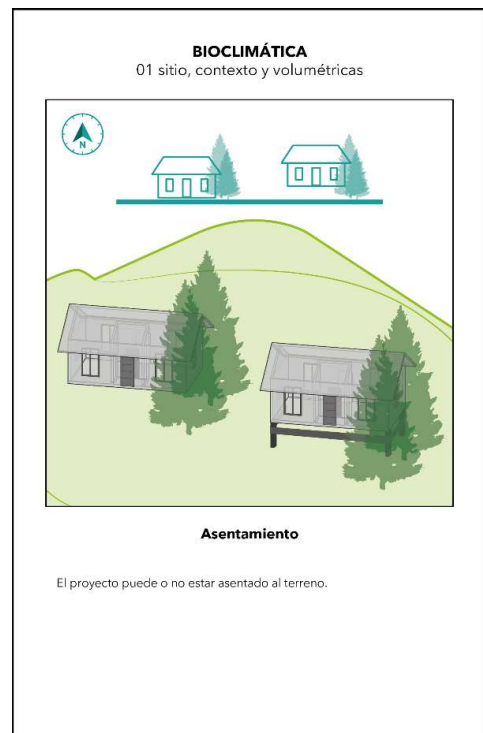 BIOCLIMÁTICA
01 sitio, contexto y volumétricas
N
Asentamiento
El proyecto puede o no estar asentado al terreno.